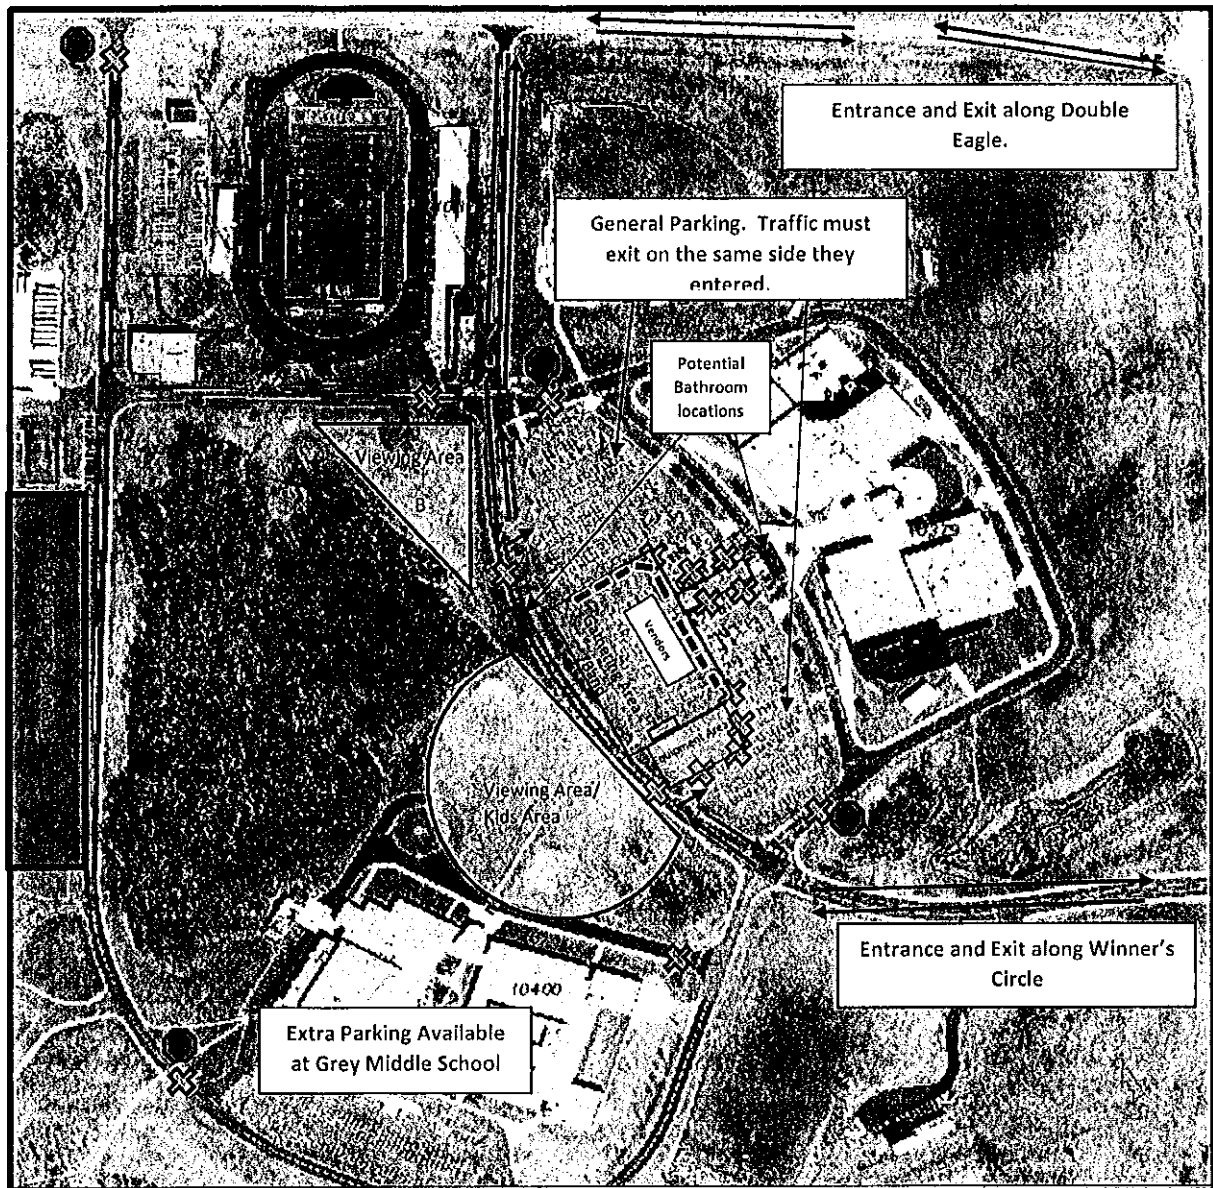 Entrance and Exit along Double
Eagle.
General Parking. Traffic must
exit on the same side they
entered.
Potential
Bathroom
locations
Viewing Area
B
Vendors
Viewing Area/
Kids Area
Entrance and Exit along Winner's
Circle
10400
Extra Parking Available
at Grey Middle School